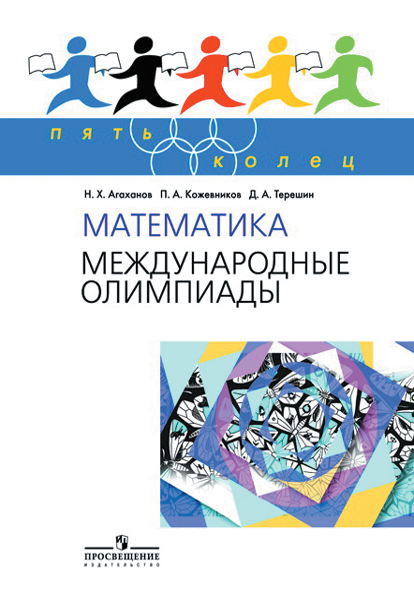 пять
колец
Н. Х. Агаханов П. А. Кожевников Д. А. Терешин
МАТЕМАТИКА
МЕЖДУНАРОДНЫЕ
ОЛИМПИАДЫ
ПРОСВЕЩЕНИЕ
ИЗДАТЕЛЬСТВО